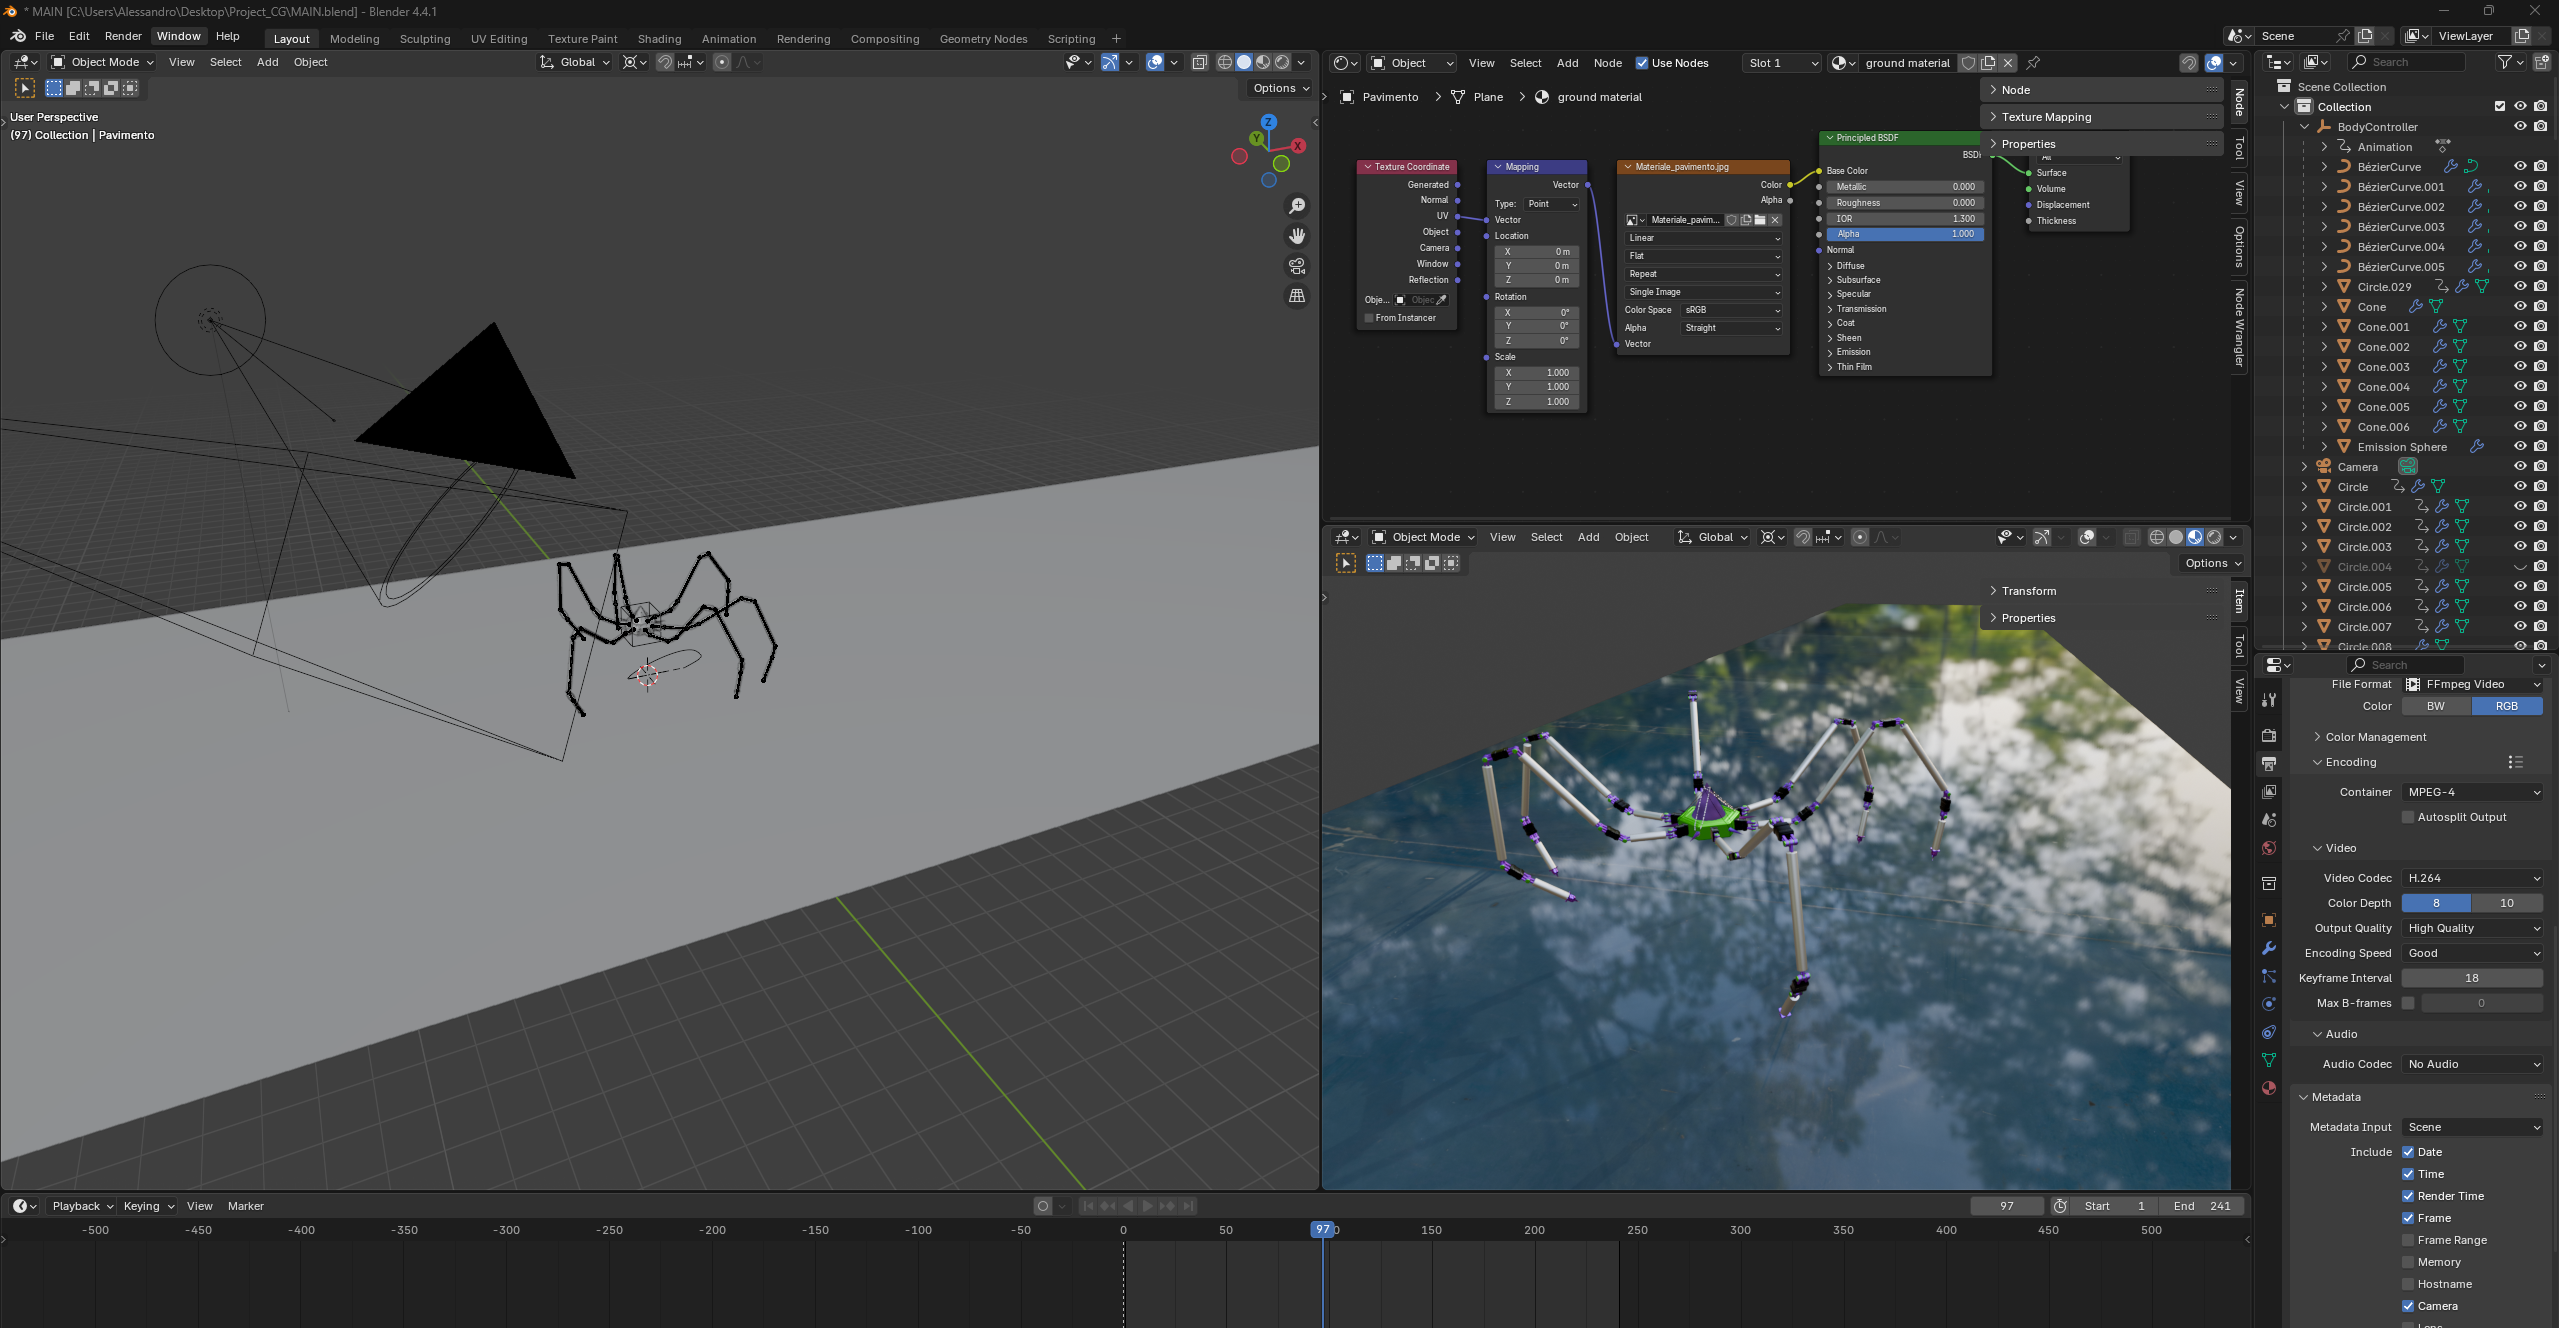 * MAIN [C:\Users\Alessandro\Desktop\Project_CG\MAIN.blend] - Blender 4.4.1
File Edit Render Window Help
Layout Modeling Sculpting UV Editing Texture Paint Shading Animation Rendering Compositing Geometry Nodes Scripting +
Scene ViewLayer
Object Mode View Select Add Object Global
Options
User Perspective
(97) Collection | Pavimento
Z
Y
X
Object View Select Add Node Use Nodes Slot 1 ground material
Pavimento > Plane > ground material
Node
Texture Mapping
Properties
Node
Tool
View
Options
Node Wrangler
Texture Coordinate
Generated
Normal
UV
Object
Camera
Window
Reflection
Obje... Objec
From Instancer
Mapping
Vector
Type: Point
Vector
Location
X 0 m
Y 0 m
Z 0 m
Rotation
X 0°
Y 0°
Z 0°
Scale
X 1.000
Y 1.000
Z 1.000
Materiale_pavimento.jpg
Color
Alpha
Materiale_pavim...
Linear
Flat
Repeat
Single Image
Color Space sRGB
Alpha Straight
Vector
Principled BSDF
BSDF
Base Color
Metallic 0.000
Roughness 0.000
IOR 1.300
Alpha 1.000
Normal
Diffuse
Subsurface
Specular
Transmission
Coat
Sheen
Emission
Thin Film
All
Surface
Volume
Displacement
Thickness
Object Mode View Select Add Object Global
Options
Transform
Properties
Item
Tool
View
Search
Scene Collection
Collection
BodyController
Animation
BézierCurve
BézierCurve.001
BézierCurve.002
BézierCurve.003
BézierCurve.004
BézierCurve.005
Circle.029
Cone
Cone.001
Cone.002
Cone.003
Cone.004
Cone.005
Cone.006
Emission Sphere
Camera
Circle
Circle.001
Circle.002
Circle.003
Circle.004
Circle.005
Circle.006
Circle.007
Circle.008
Search
File Format FFmpeg Video
Color BW RGB
Color Management
Encoding
Container MPEG-4
Autosplit Output
Video
Video Codec H.264
Color Depth 8 10
Output Quality High Quality
Encoding Speed Good
Keyframe Interval 18
Max B-frames 0
Audio
Audio Codec No Audio
Metadata
Metadata Input Scene
Include Date
Time
Render Time
Frame
Frame Range
Memory
Hostname
Camera
Playback Keying View Marker
97 Start 1 End 241
-500 -450 -400 -350 -300 -250 -200 -150 -100 -50 0 50 97 150 200 250 300 350 400 450 500